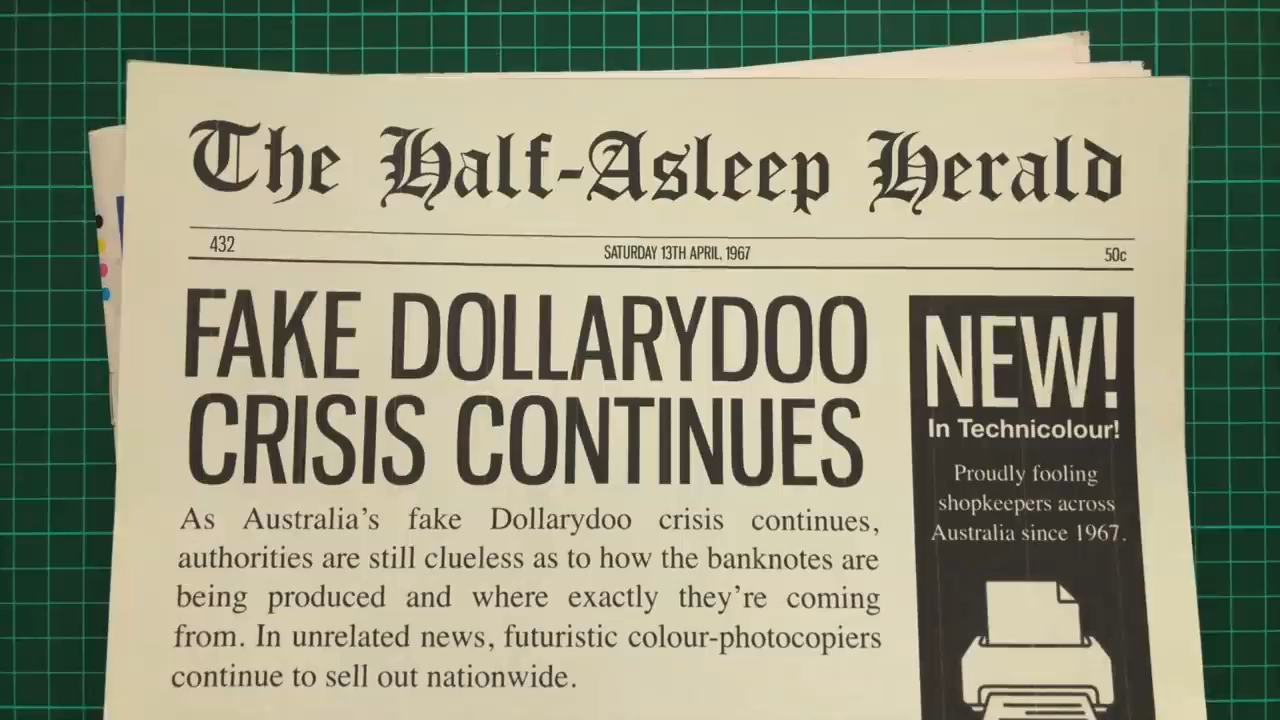 The Half-Asleep Herald
432
SATURDAY 13TH APRIL, 1967
50c
FAKE DOLLARYDOO
CRISIS CONTINUES
As Australia's fake Dollarydoo crisis continues,
authorities are still clueless as to how the banknotes are
being produced and where exactly they're coming
from. In unrelated news, futuristic colour-photocopiers
continue to sell out nationwide.
NEW!
In Technicolour!
Proudly fooling
shopkeepers across
Australia since 1967.